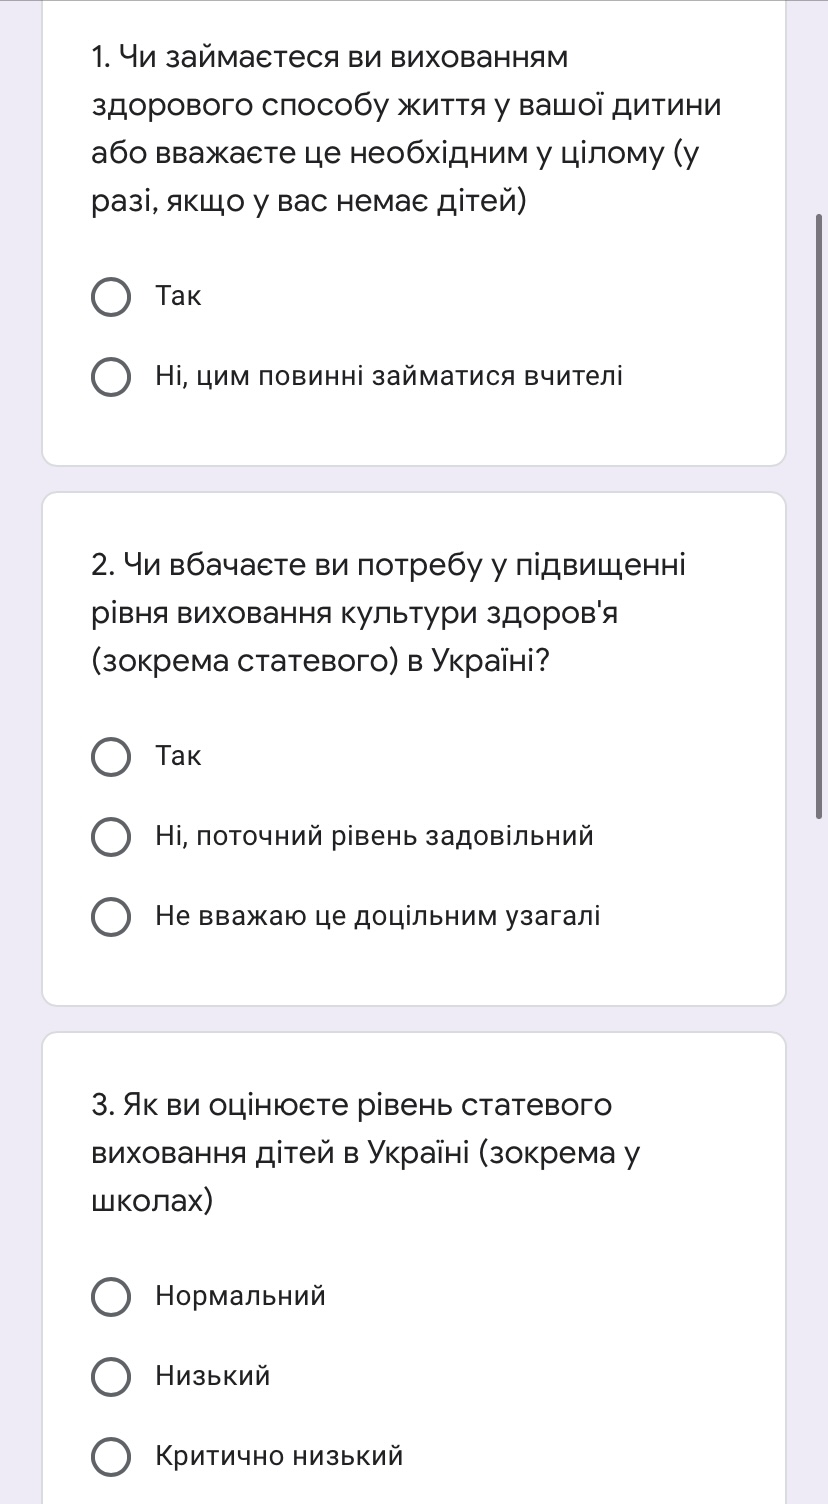 1. Чи займаєтеся ви вихованням
здорового способу життя у вашої дитини
або вважаєте це необхідним у цілому (у
разі, якщо у вас немає дітей)
Так
Ні, цим повинні займатися вчителі
2. Чи вбачаєте ви потребу у підвищенні
рівня виховання культури здоров'я
(зокрема статевого) в Україні?
Так
Ні, поточний рівень задовільний
Не вважаю це доцільним узагалі
3. Як ви оцінюєте рівень статевого
виховання дітей в Україні (зокрема у
школах)
Нормальний
Низький
Критично низький